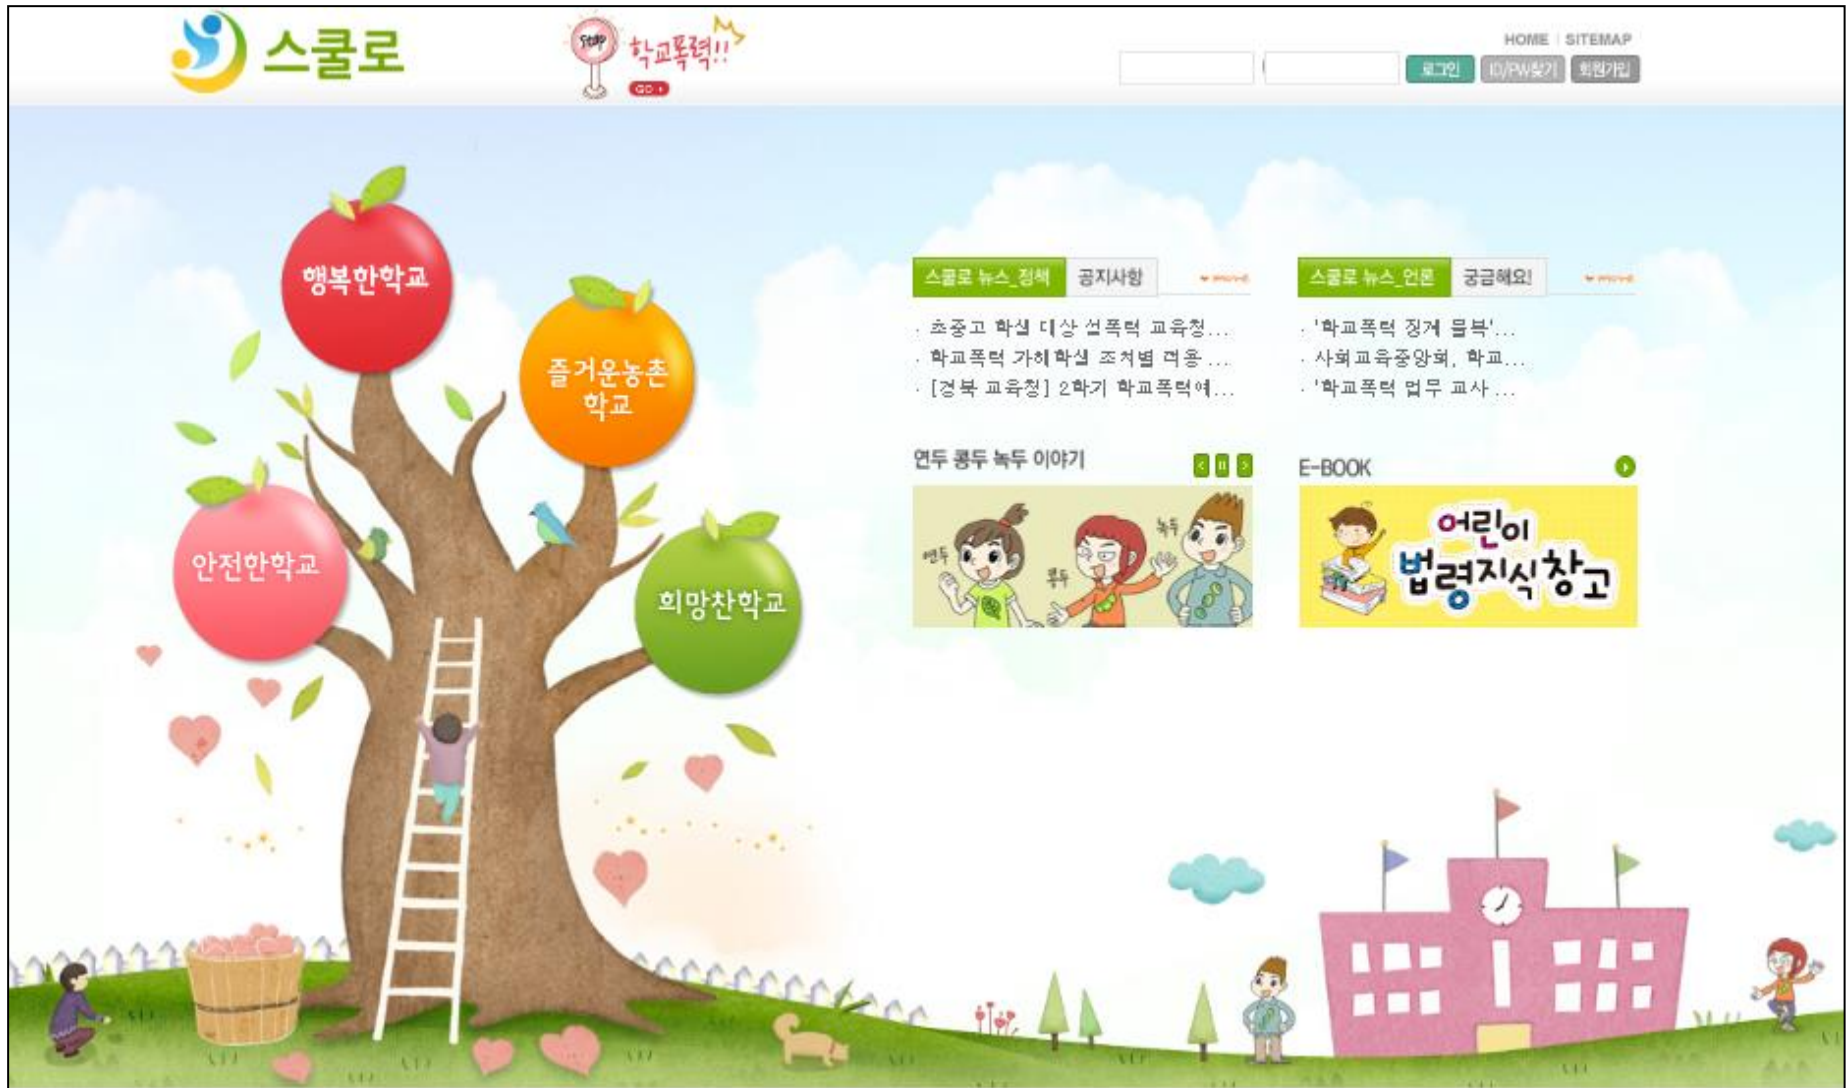 스쿨로
stop
학교폭력!!
GO
HOME | SITEMAP
로그인 ID/PW찾기 회원가입
행복한학교
즐거운농촌
학교
안전한학교
희망찬학교
스쿨로 뉴스_정책 공지사항
· 초중고 학생 대상 성폭력 교육청...
· 학교폭력 가해학생 조치별 적용 ...
· [경북 교육청] 2학기 학교폭력예...
스쿨로 뉴스_언론 궁금해요!
· '학교폭력 징계 불복'...
· 사회교육중앙회, 학교...
· '학교폭력 업무 교사 ...
연두 콩두 녹두 이야기
연두
콩두
녹두
E-BOOK
어린이
법령지식창고